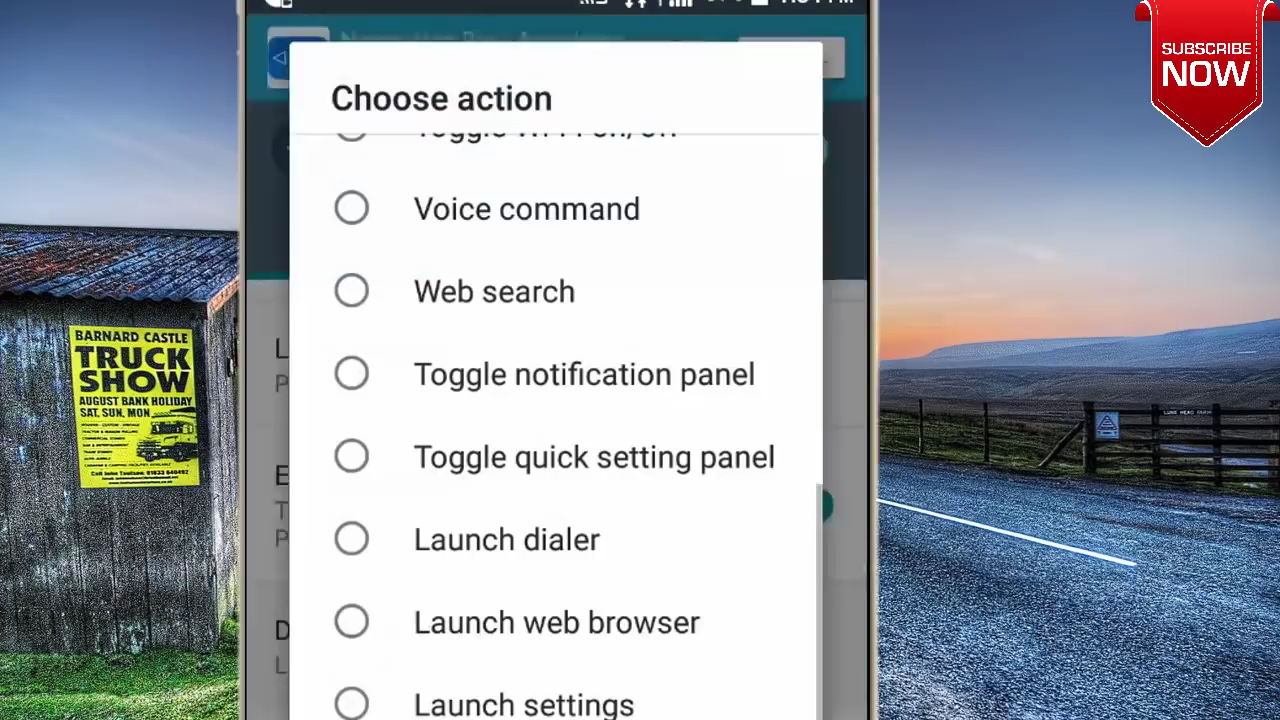 SUBSCRIBE
NOW
Choose action
Voice command
Web search
Toggle notification panel
Toggle quick setting panel
Launch dialer
Launch web browser
Launch settings
BARNARD CASTLE
TRUCK
SHOW
AUGUST BANK HOLIDAY
SAT, SUN, MON